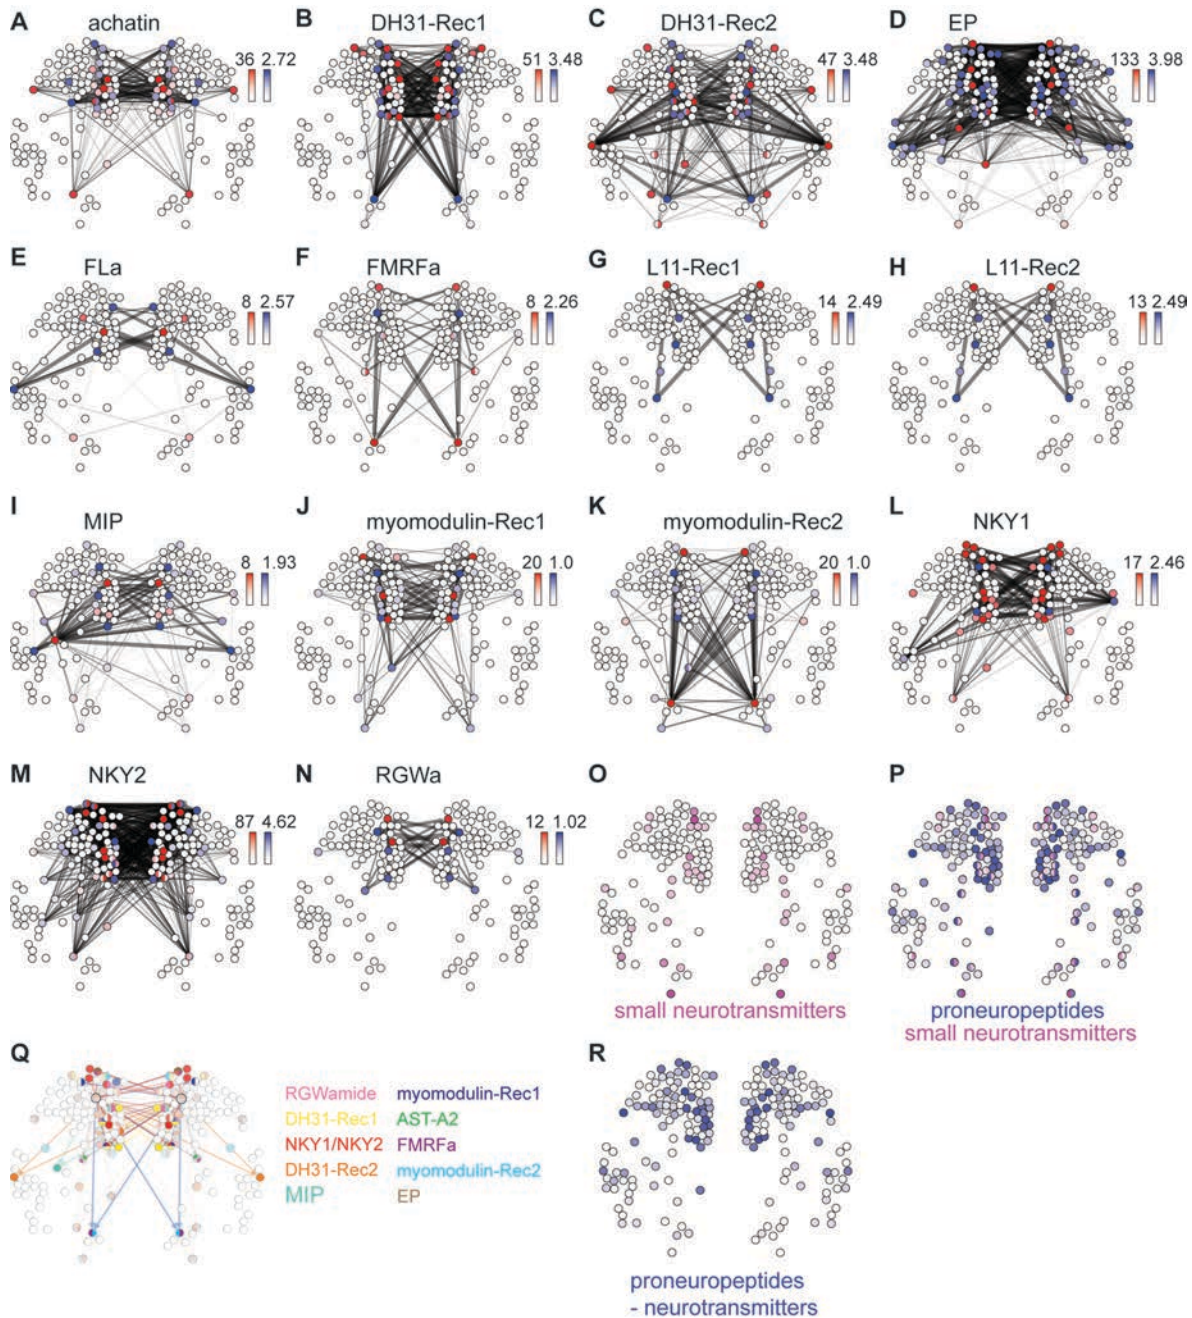 A
achatin
36 2.72
B
DH31-Rec1
51 3.48
C
DH31-Rec2
47 3.48
D
EP
133 3.98
E
FLa
8 2.57
F
FMRFa
8 2.26
G
L11-Rec1
14 2.49
H
L11-Rec2
13 2.49
I
MIP
8 1.93
J
myomodulin-Rec1
20 1.0
K
myomodulin-Rec2
20 1.0
L
NKY1
17 2.46
M
NKY2
87 4.62
N
RGWa
12 1.02
O
small neurotransmitters
P
proneuropeptides
small neurotransmitters
Q
RGWamide myomodulin-Rec1
DH31-Rec1 AST-A2
NKY1/NKY2 FMRFa
DH31-Rec2 myomodulin-Rec2
MIP EP
R
proneuropeptides
- neurotransmitters